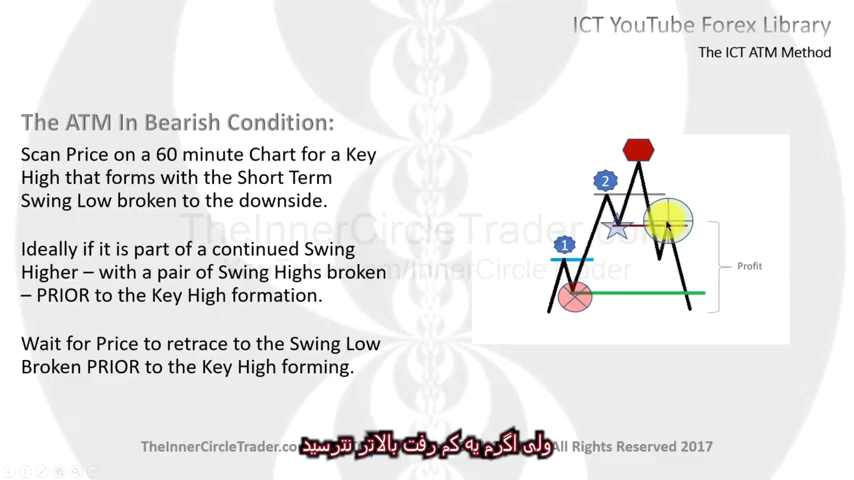 ICT YouTube Forex Library
The ICT ATM Method
The ATM In Bearish Condition:
Scan Price on a 60 minute Chart for a Key
High that forms with the Short Term
Swing Low broken to the downside.
Ideally if it is part of a continued Swing
Higher – with a pair of Swing Highs broken
– PRIOR to the Key High formation.
Wait for Price to retrace to the Swing Low
Broken PRIOR to the Key High forming.
2
1
Profit
TheInnerCircleTrader
/InnerCircleTrader
ولی اگرم یه کم رفت بالاتر نترسید
TheInnerCircleTrader.co All Rights Reserved 2017